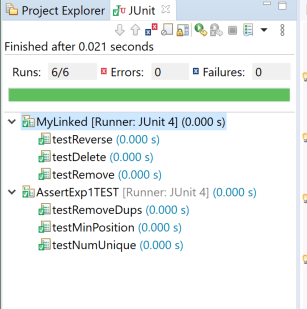 Project Explorer JUnit
Finished after 0.021 seconds
Runs: 6/6 Errors: 0 Failures: 0
MyLinked [Runner: JUnit 4] (0.000 s)
testReverse (0.000 s)
testDelete (0.000 s)
testRemove (0.000 s)
AssertExp1TEST [Runner: JUnit 4] (0.000 s)
testRemoveDups (0.000 s)
testMinPosition (0.000 s)
testNumUnique (0.000 s)